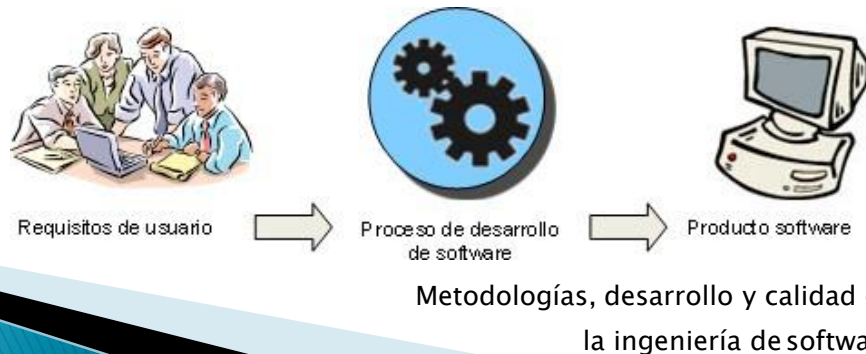 Requisitos de usuario
Proceso de desarrollo
de software
Producto software
Metodologías, desarrollo y calidad
la ingeniería de